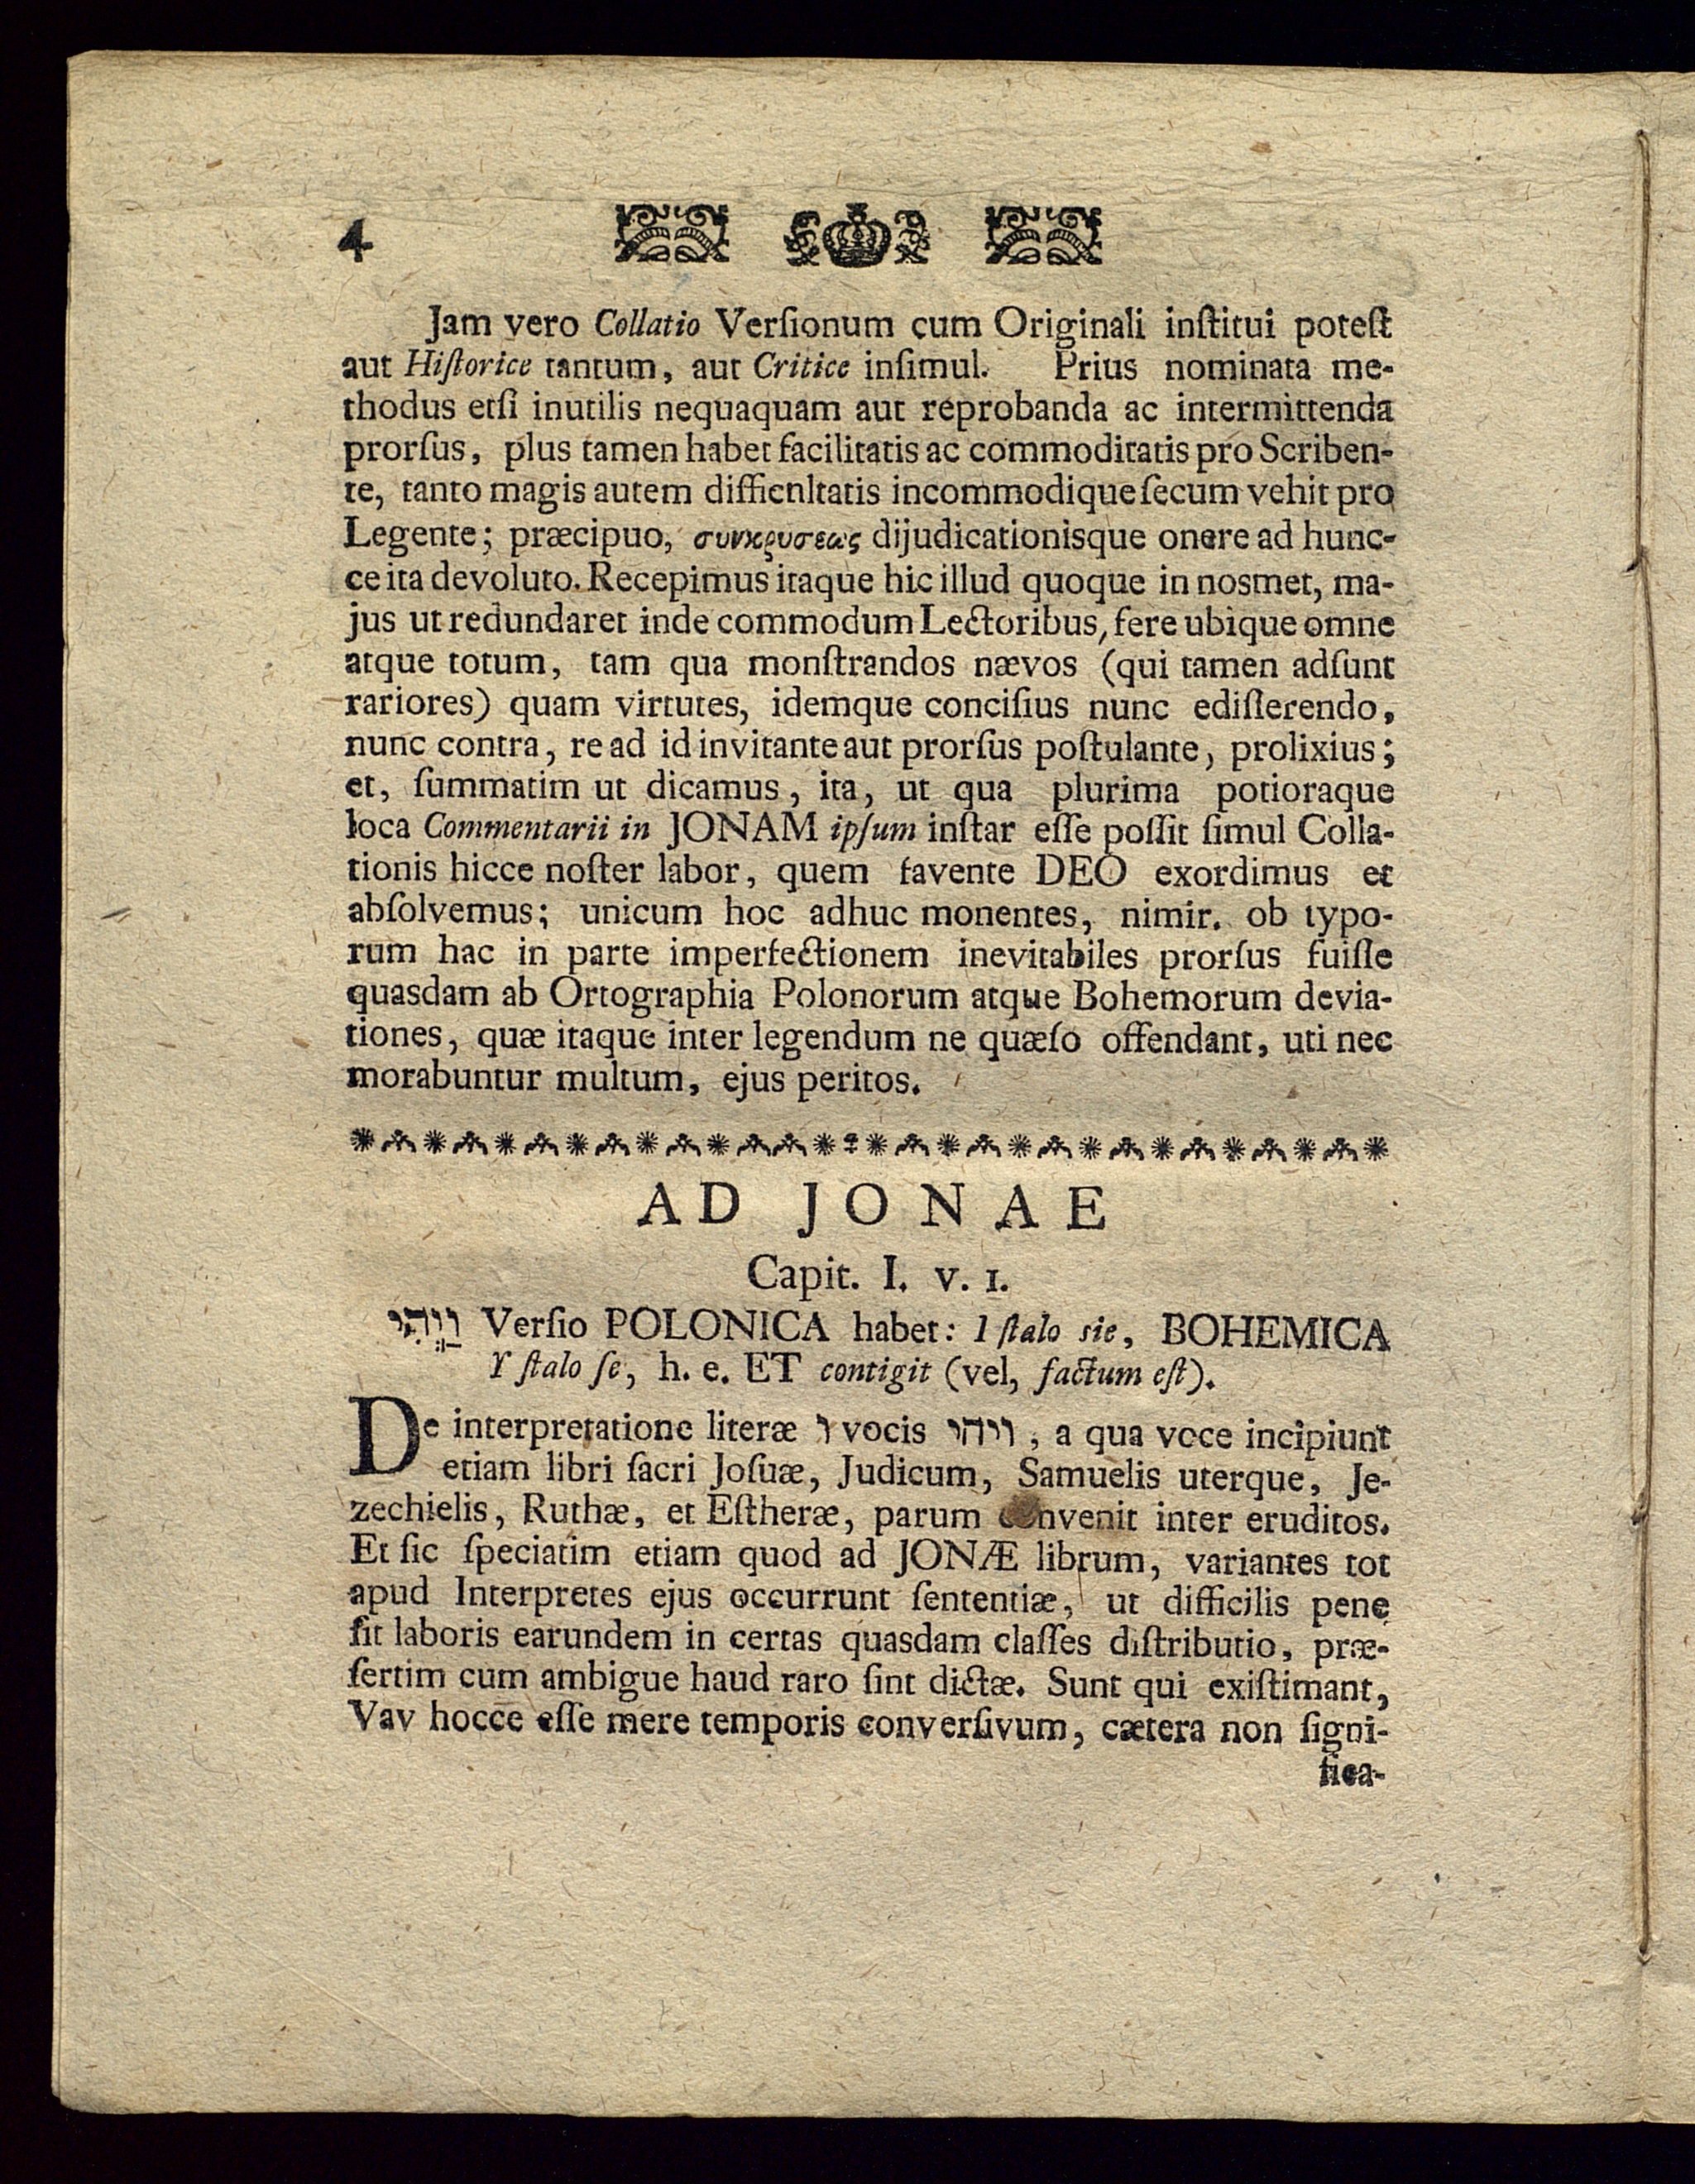 4
Jam vero Collatio Verſionum cum Originali inſtitui poteſt
aut Hiſtorice tantum, aut Critice inſimul. Prius nominata me-
thodus etſi inutilis nequaquam aut reprobanda ac intermittenda
prorſus, plus tamen habet facilitatis ac commoditatis pro Scriben-
te, tanto magis autem difficnltatis incommodique ſecum vehit pro
Legente; præcipuo, συνκρυσεως dijudicationisque onere ad hunc-
ce ita devoluto. Recepimus itaque hic illud quoque in nosmet, ma-
jus ut redundaret inde commodum Lectoribus, fere ubique omne
atque totum, tam qua monſtrandos nævos (qui tamen adſunt
rariores) quam virtutes, idemque conciſius nunc ediſſerendo,
nunc contra, re ad id invitante aut prorſus poſtulante, prolixius;
et, ſummatim ut dicamus, ita, ut qua plurima potioraque
loca Commentarii in JONAM ipſum inſtar eſſe poſſit ſimul Colla-
tionis hicce noſter labor, quem favente DEO exordimus et
abſolvemus; unicum hoc adhuc monentes, nimir. ob typo-
rum hac in parte imperfectionem inevitabiles prorſus fuiſſe
quasdam ab Ortographia Polonorum atque Bohemorum devia-
tiones, quæ itaque inter legendum ne quæſo offendant, uti nec
morabuntur multum, ejus peritos.
AD JONAE
Capit. I. v. 1.
וַיְהִי Verſio POLONICA habet: I ſtalo sie, BOHEMICA
Y ſtalo ſe, h. e. ET contigit (vel, factum eſt).
De interpretatione literæ ו vocis ויהי, a qua voce incipiunt
etiam libri ſacri Joſuæ, Judicum, Samuelis uterque, Je-
zechielis, Ruthæ, et Eſtheræ, parum convenit inter eruditos.
Et ſic ſpeciatim etiam quod ad JONÆ librum, variantes tot
apud Interpretes ejus occurrunt ſententiæ, ut difficilis pene
ſit laboris earundem in certas quasdam claſſes diſtributio, præ-
ſertim cum ambigue haud raro ſint dictæ. Sunt qui exiſtimant,
Vav hocce eſſe mere temporis converſivum, cætera non ſigni-
fica-